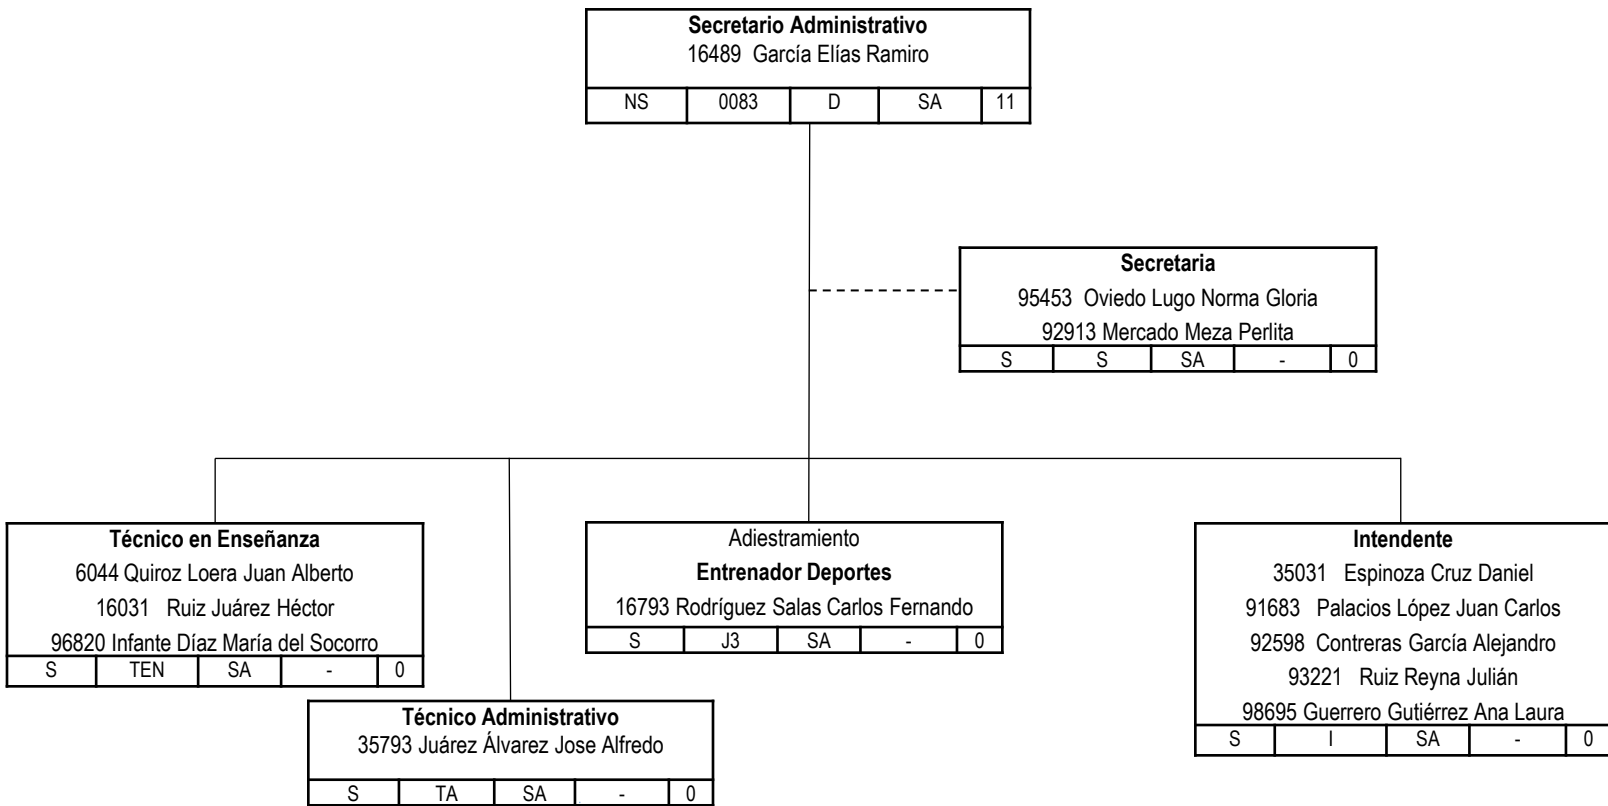 Secretario Administrativo
16489 García Elías Ramiro
NS 0083 D SA 11
Secretaria
95453 Oviedo Lugo Norma Gloria
92913 Mercado Meza Perlita
S S SA - 0
Técnico en Enseñanza
6044 Quiroz Loera Juan Alberto
16031 Ruiz Juárez Héctor
96820 Infante Díaz María del Socorro
S TEN SA - 0
Técnico Administrativo
35793 Juárez Álvarez Jose Alfredo
S TA SA - 0
Adiestramiento
Entrenador Deportes
16793 Rodríguez Salas Carlos Fernando
S J3 SA - 0
Intendente
35031 Espinoza Cruz Daniel
91683 Palacios López Juan Carlos
92598 Contreras García Alejandro
93221 Ruiz Reyna Julián
98695 Guerrero Gutiérrez Ana Laura
S I SA - 0